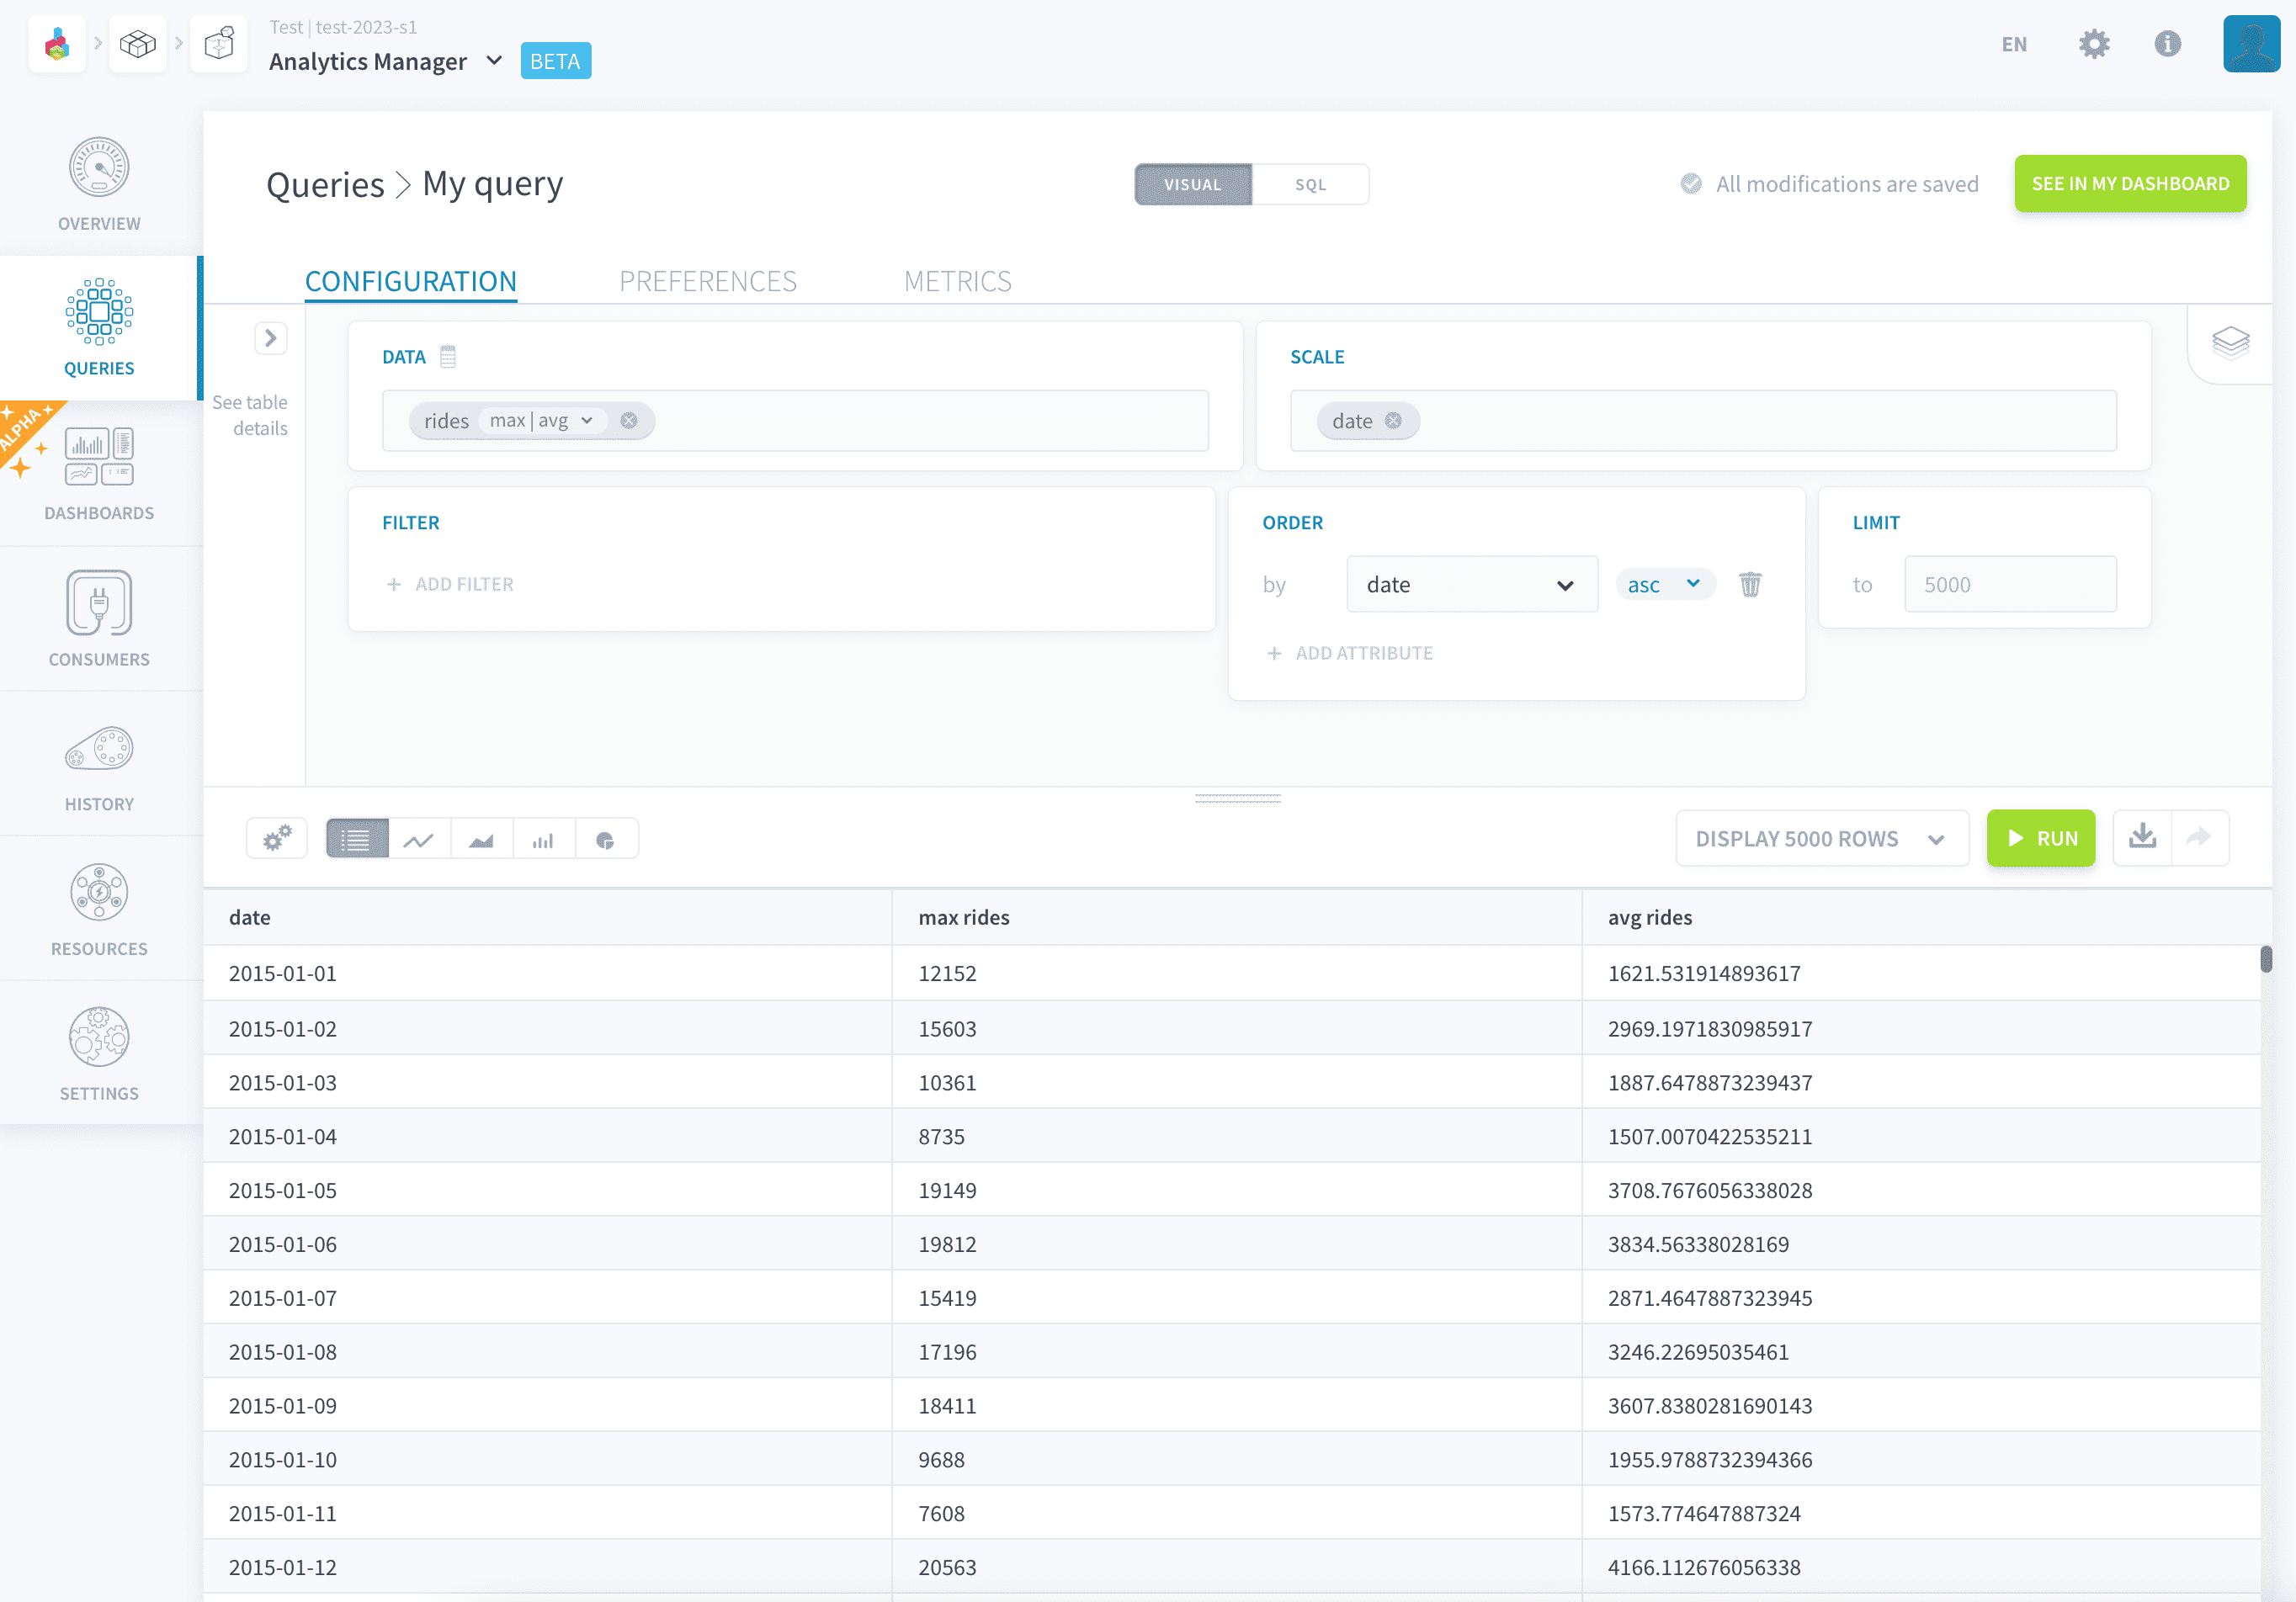 Test | test-2023-s1
Analytics Manager
BETA
EN
OVERVIEW
QUERIES
ALPHA
DASHBOARDS
CONSUMERS
HISTORY
RESOURCES
SETTINGS
Queries > My query
VISUAL
SQL
All modifications are saved
SEE IN MY DASHBOARD
CONFIGURATION
PREFERENCES
METRICS
See table
details
DATA
rides max | avg
SCALE
date
FILTER
+ ADD FILTER
ORDER
by date asc
+ ADD ATTRIBUTE
LIMIT
to 5000
DISPLAY 5000 ROWS
RUN
date max rides avg rides
2015-01-01 12152 1621.531914893617
2015-01-02 15603 2969.1971830985917
2015-01-03 10361 1887.6478873239437
2015-01-04 8735 1507.0070422535211
2015-01-05 19149 3708.7676056338028
2015-01-06 19812 3834.56338028169
2015-01-07 15419 2871.4647887323945
2015-01-08 17196 3246.22695035461
2015-01-09 18411 3607.8380281690143
2015-01-10 9688 1955.9788732394366
2015-01-11 7608 1573.774647887324
2015-01-12 20563 4166.112676056338